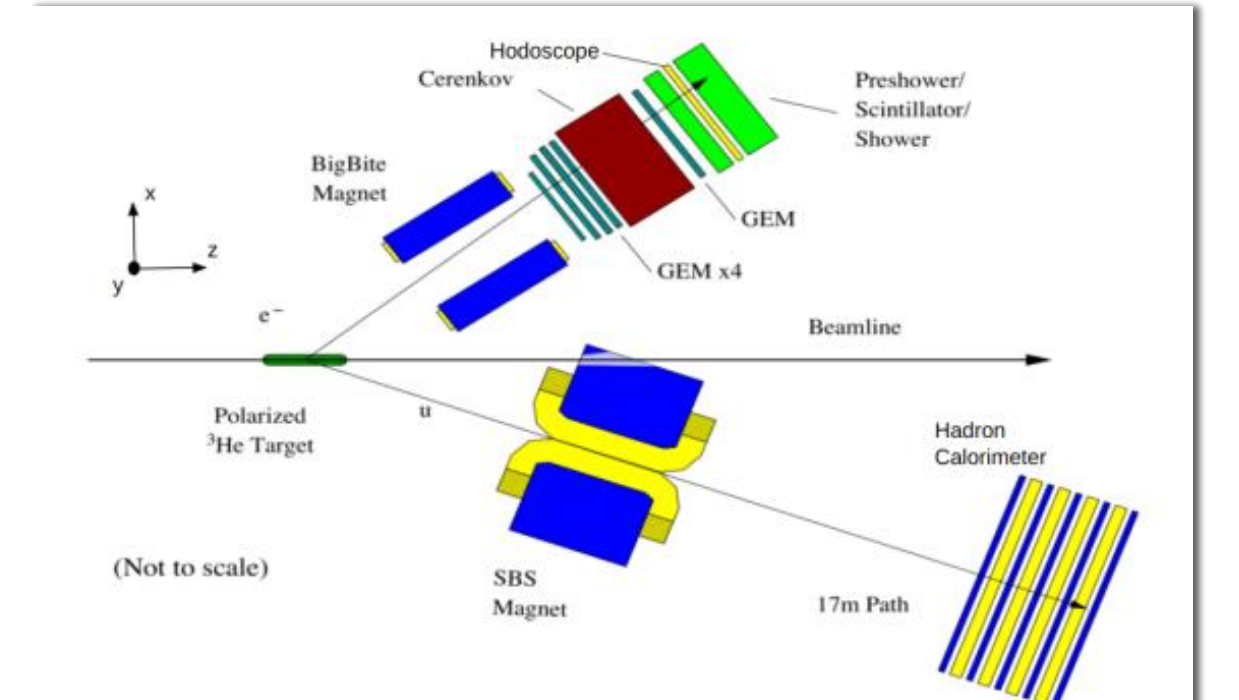 Hodoscope
Cerenkov
Preshower/
Scintillator/
Shower
BigBite
Magnet
x
z
y
GEM
GEM x4
e⁻
Beamline
u
Polarized
³He Target
Hadron
Calorimeter
(Not to scale)
SBS
Magnet
17m Path